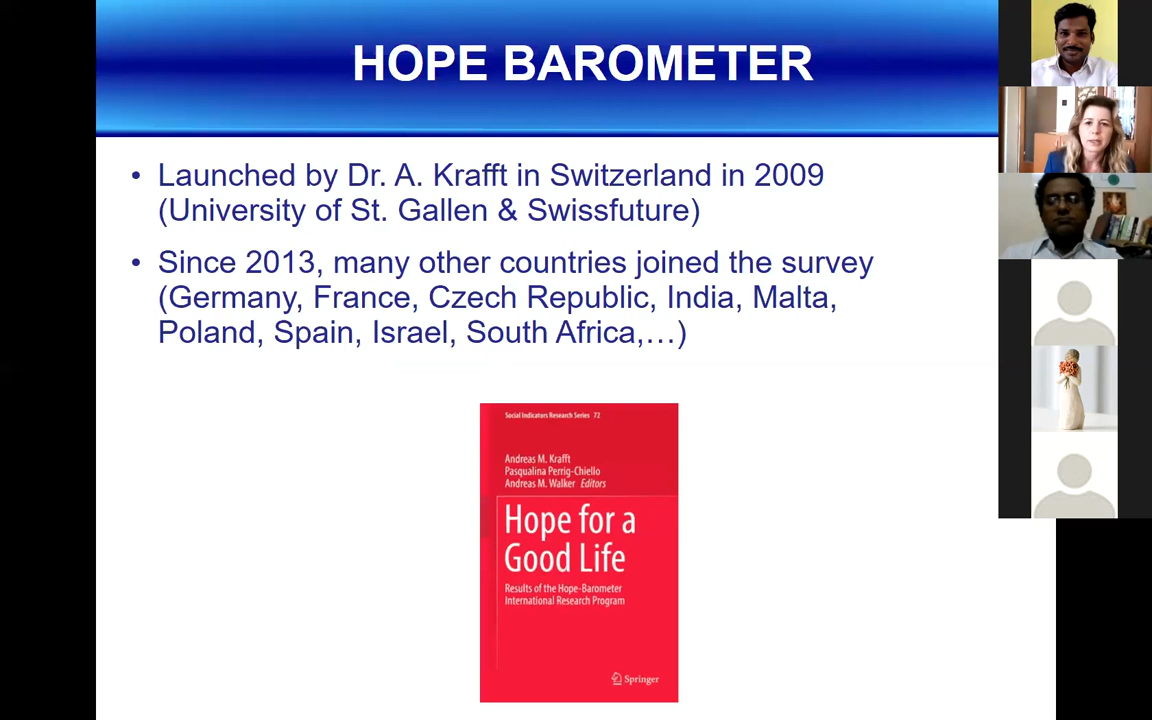 HOPE BAROMETER
• Launched by Dr. A. Krafft in Switzerland in 2009
(University of St. Gallen & Swissfuture)
• Since 2013, many other countries joined the survey
(Germany, France, Czech Republic, India, Malta,
Poland, Spain, Israel, South Africa,…)
Social Indicators Research Series 72
Andreas M. Krafft
Pasqualina Perrig-Chiello
Andreas M. Walker Editors
Hope for a
Good Life
Results of the Hope-Barometer
International Research Program
Springer